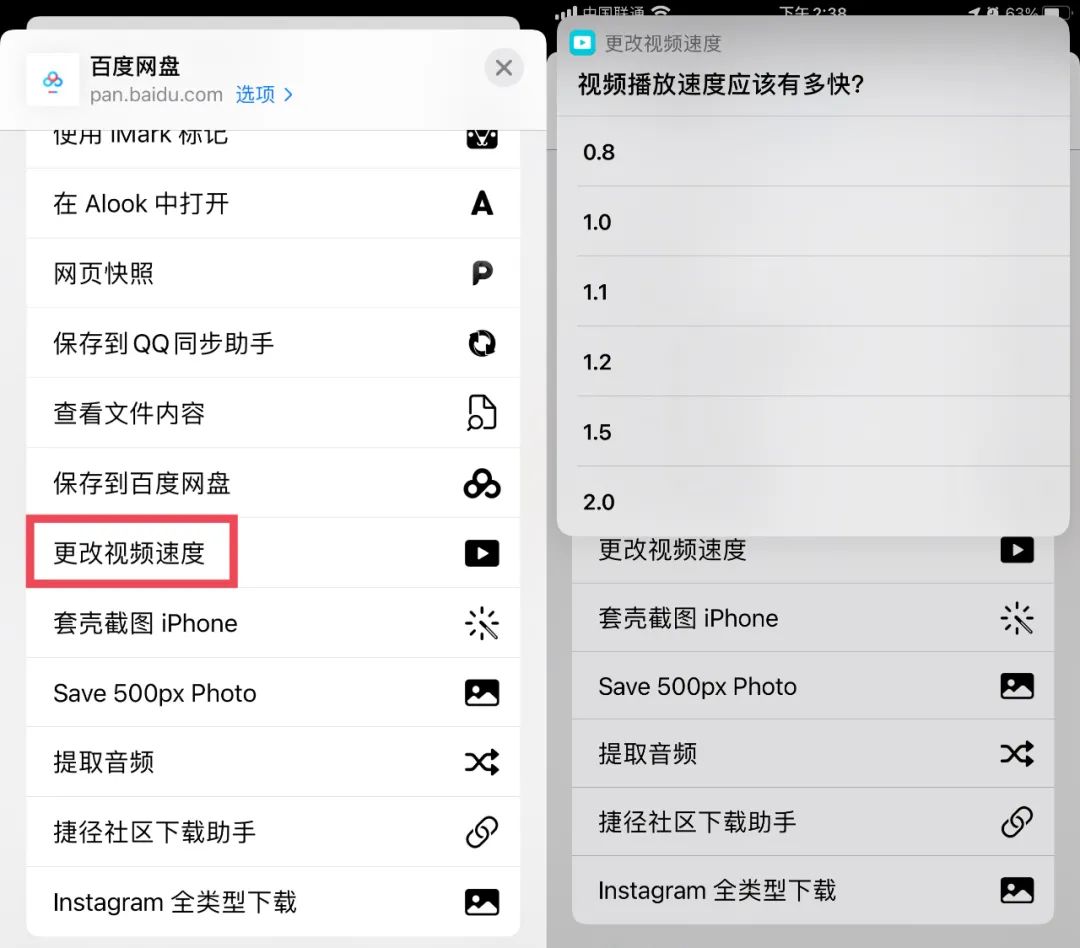 百度网盘
pan.baidu.com 选项 >
使用 iMark 标记
在 Alook 中打开
网页快照
保存到QQ同步助手
查看文件内容
保存到百度网盘
更改视频速度
套壳截图 iPhone
Save 500px Photo
提取音频
捷径社区下载助手
Instagram 全类型下载
中国联通 下午2:38 63%
更改视频速度
视频播放速度应该有多快?
0.8
1.0
1.1
1.2
1.5
2.0
更改视频速度
套壳截图 iPhone
Save 500px Photo
提取音频
捷径社区下载助手
Instagram 全类型下载